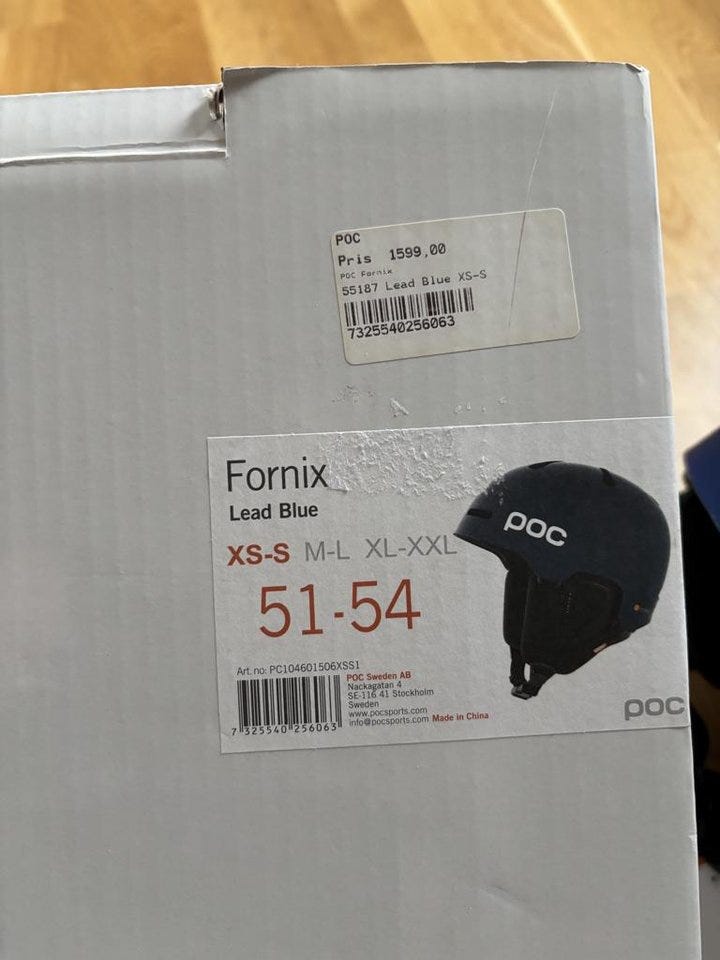 POC
Pris 1599,00
POC Fornix
55187 Lead Blue XS-S
7325540256063
Fornix
Lead Blue
XS-S M-L XL-XXL
51-54
poc
Art. no: PC104601506XSS1
7 325540 256063
POC Sweden AB
Nackagatan 4
SE-116 41 Stockholm
Sweden
www.pocsports.com
info@pocsports.com Made in China
poc